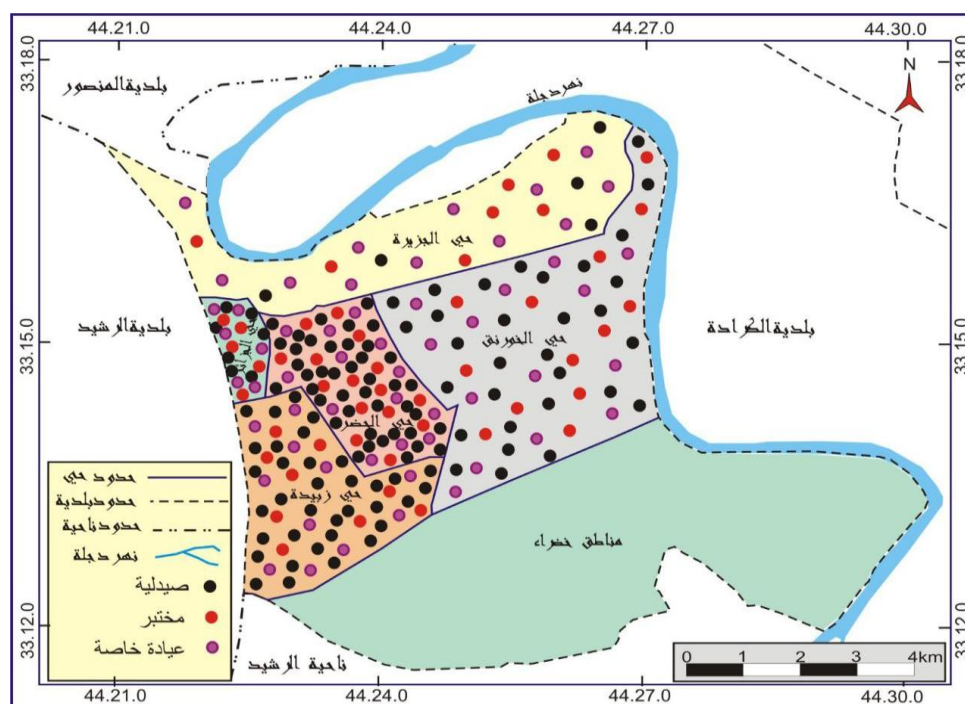 44.21.0 44.24.0 44.27.0 44.30.0
33.18.0 33.18.0
N
بلدية المنصور
نهر دجلة
حي الجزيرة
33.15.0 33.15.0
بلدية الرشيد
بلدية الكرادة
حي الخورنق
حي الحضر
حي زبيدة
مناطق خضراء
حدود حي
حدود بلدية
حدود ناحية
نهر دجلة
صيدلية
مختبر
عيادة خاصة
33.12.0 33.12.0
ناحية الرشيد
0 1 2 3 4km
44.21.0 44.24.0 44.27.0 44.30.0